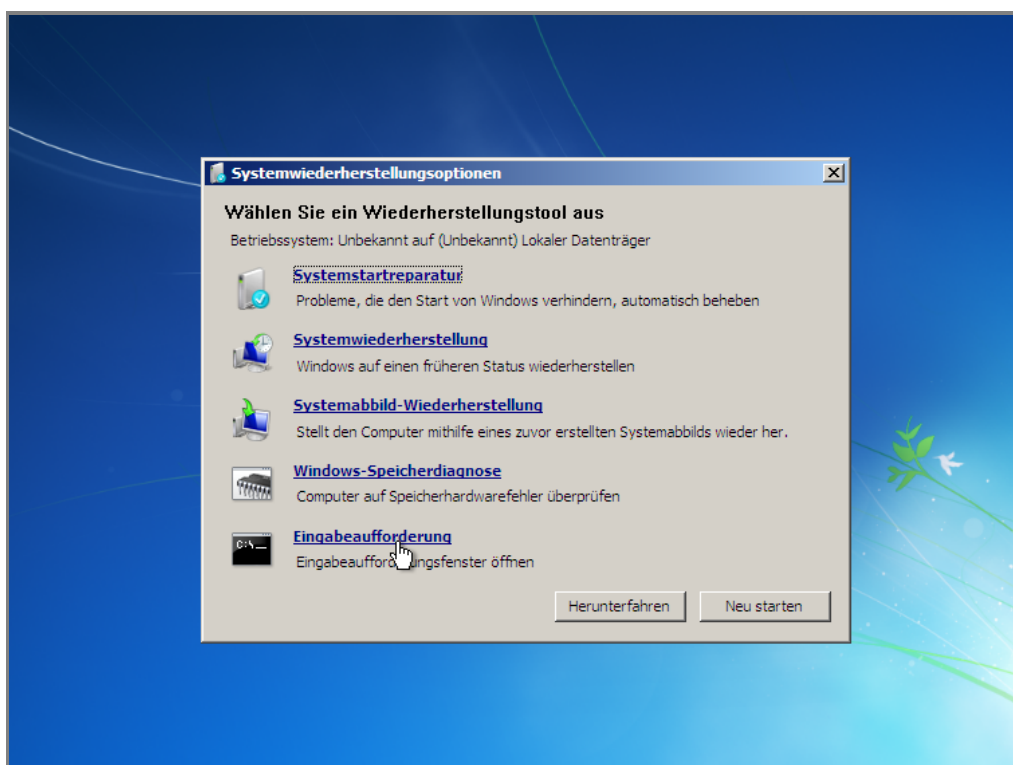 Systemwiederherstellungsoptionen
Wählen Sie ein Wiederherstellungstool aus
Betriebssystem: Unbekannt auf (Unbekannt) Lokaler Datenträger
Systemstartreparatur
Probleme, die den Start von Windows verhindern, automatisch beheben
Systemwiederherstellung
Windows auf einen früheren Status wiederherstellen
Systemabbild-Wiederherstellung
Stellt den Computer mithilfe eines zuvor erstellten Systemabbilds wieder her.
Windows-Speicherdiagnose
Computer auf Speicherhardwarefehler überprüfen
C:\_
Eingabeaufforderung
Eingabeaufforderungsfenster öffnen
Herunterfahren
Neu starten